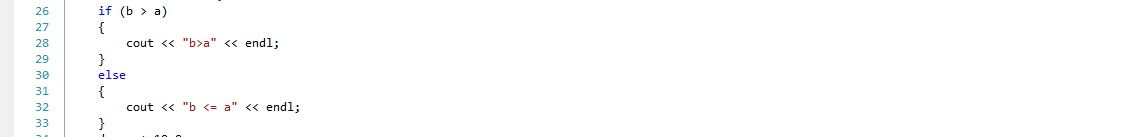 26 if (b > a)
27 {
28 cout << "b>a" << endl;
29 }
30 else
31 {
32 cout << "b <= a" << endl;
33 }